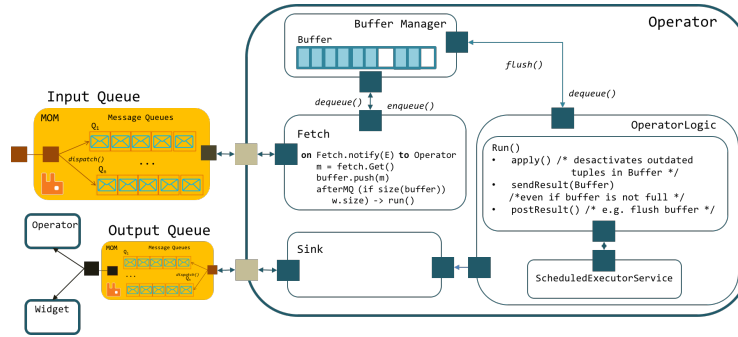 Operator
Buffer Manager
Buffer
flush()
dequeue()
enqueue()
dequeue()
Input Queue
MOM
Message Queues
Q1
dispatch()
...
Qn
Fetch
on Fetch.notify(E) to Operator
m = fetch.Get()
buffer.push(m)
afterMQ (if size(buffer))
w.size) -> run()
OperatorLogic
Run()
• apply() /* desactivates outdated
tuples in Buffer */
• sendResult(Buffer)
/*even if buffer is not full */
• postResult() /* e.g. flush buffer */
ScheduledExecutorService
Sink
Output Queue
MOM
Message Queues
Q1
dispatch()
...
Operator
Widget